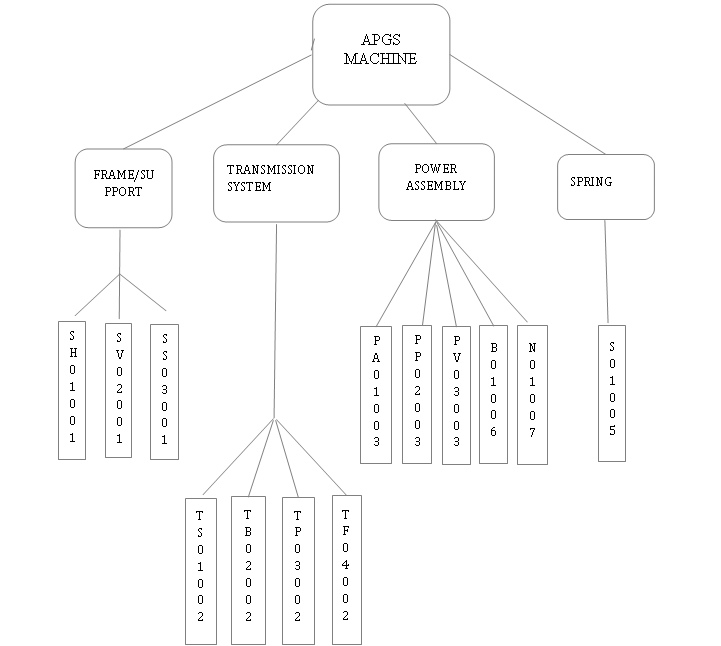 APGS
MACHINE
FRAME/SU
PPORT
TRANSMISSION
SYSTEM
POWER
ASSEMBLY
SPRING
SH01001
SV02001
SS03001
PA01003
PP02003
PV03003
B01006
N01007
S01005
TS01002
TB02002
TP03002
TF04002